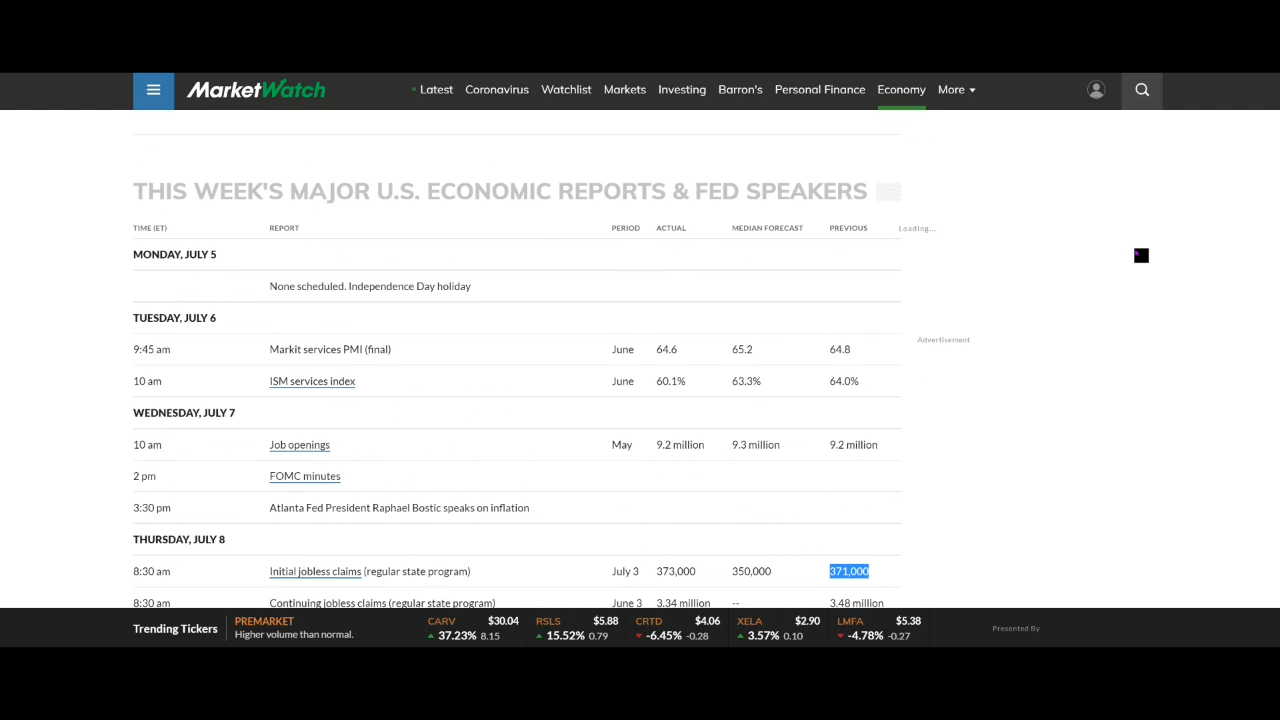 MarketWatch
Latest Coronavirus Watchlist Markets Investing Barron's Personal Finance Economy More
THIS WEEK'S MAJOR U.S. ECONOMIC REPORTS & FED SPEAKERS
TIME (ET) REPORT PERIOD ACTUAL MEDIAN FORECAST PREVIOUS Loading...
MONDAY, JULY 5
None scheduled. Independence Day holiday
TUESDAY, JULY 6
9:45 am Markit services PMI (final) June 64.6 65.2 64.8
Advertisement
10 am ISM services index June 60.1% 63.3% 64.0%
WEDNESDAY, JULY 7
10 am Job openings May 9.2 million 9.3 million 9.2 million
2 pm FOMC minutes
3:30 pm Atlanta Fed President Raphael Bostic speaks on inflation
THURSDAY, JULY 8
8:30 am Initial jobless claims (regular state program) July 3 373,000 350,000 371,000
8:30 am Continuing jobless claims (regular state program) June 3 3.34 million -- 3.48 million
Trending Tickers
PREMARKET
Higher volume than normal.
CARV $30.04
37.23% 8.15
RSLS $5.88
15.52% 0.79
CRTD $4.06
-6.45% -0.28
XELA $2.90
3.57% 0.10
LMFA $5.38
-4.78% -0.27
Presented By